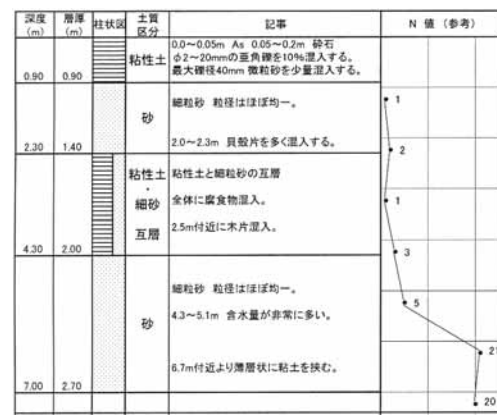 深度 層厚 柱状図 土質 記事 N 値 (参考)
(m) (m) 区分
0.0~0.05m As 0.05~0.2m 砕石
粘性土 φ2~20mmの亜角礫を10%混入する。
0.90 0.90 最大礫径40mm 微粒砂を少量混入する。
細粒砂 粒径はほぼ均一。 1
砂
2.30 1.40 2.0~2.3m 貝殻片を多く混入する。 2
粘性土 粘性土と細粒砂の互層
・
細砂 全体に腐食物混入。 1
互層 2.5m付近に木片混入。
4.30 2.00 3
細粒砂 粒径はほぼ均一。 5
砂 4.3~5.1m 含水量が非常に多い。
21
6.7m付近より薄層状に粘土を挟む。
7.00 2.70 20